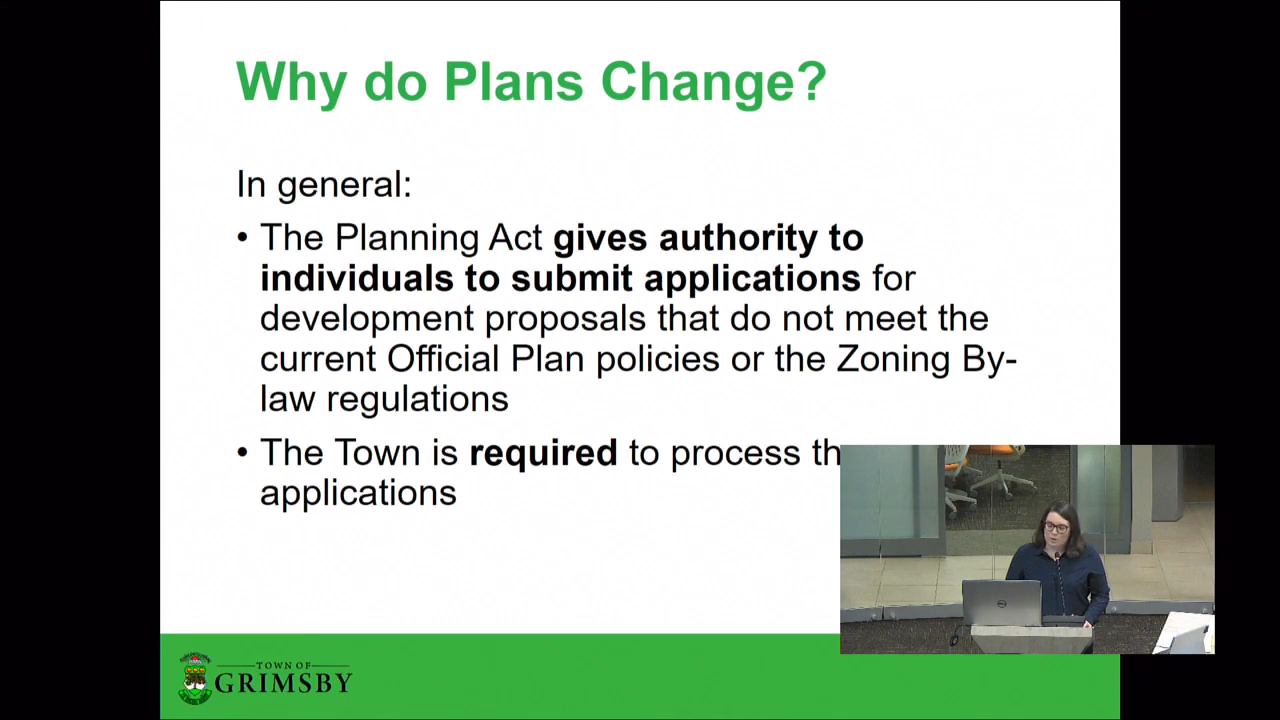 Why do Plans Change?
In general:
• The Planning Act gives authority to
individuals to submit applications for
development proposals that do not meet the
current Official Plan policies or the Zoning By-
law regulations
• The Town is required to process th
applications
TOWN OF
GRIMSBY